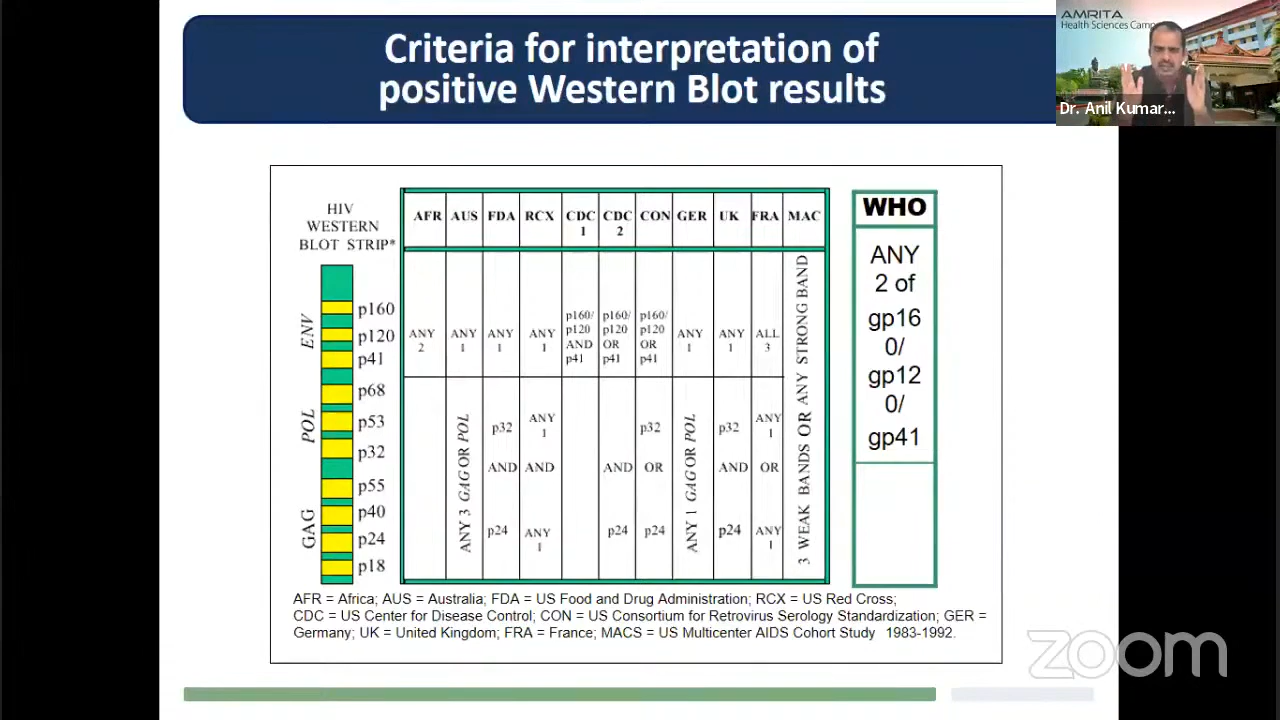 Criteria for interpretation of
positive Western Blot results
AMRITA
Health Sciences Camp
Dr. Anil Kumar...
HIV
WESTERN
BLOT STRIP*
AFR AUS FDA RCX CDC 1 CDC 2 CON GER UK FRA MAC
WHO
ENV
p160
p120
p41
POL
p68
p53
p32
GAG
p55
p40
p24
p18
ANY 2
ANY 1
ANY 1
ANY 1
p160/
p120
AND
p41
p160/
p120
OR
p41
p160/
p120
OR
p41
ANY 1
ANY 1
ALL 3
ANY 3 GAG OR POL
p32
AND
p24
ANY 1
AND
ANY 1
AND
p24
p32
OR
p24
ANY 1 GAG OR POL
p32
AND
p24
ANY 1
OR
ANY 1
3 WEAK BANDS OR ANY STRONG BAND
ANY
2 of
gp16
0/
gp12
0/
gp41
AFR = Africa; AUS = Australia; FDA = US Food and Drug Administration; RCX = US Red Cross;
CDC = US Center for Disease Control; CON = US Consortium for Retrovirus Serology Standardization; GER =
Germany; UK = United Kingdom; FRA = France; MACS = US Multicenter AIDS Cohort Study 1983-1992.
zoom